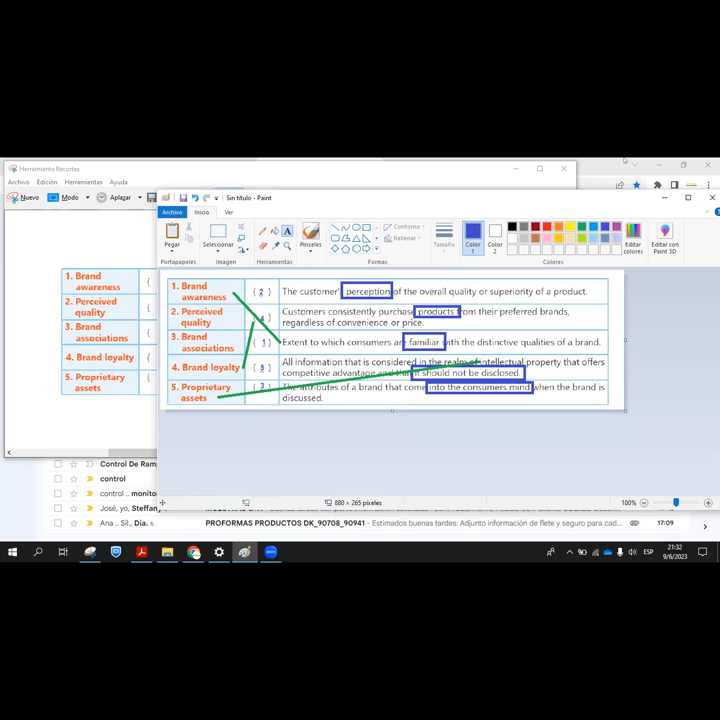 Herramienta Recortes
Archivo Edición Herramientas Ayuda
Nuevo Modo Aplagar
Sin título - Paint
Archivo Inicio Ver
Pegar Seleccionar Pinceles Contorno Rellenar Tamaño Color 1 Color 2 Editar colores Editar con Paint 3D
Portapapeles Imagen Herramientas Formas Colores
1. Brand awareness (
2. Perceived quality (
3. Brand associations (
4. Brand loyalty (
5. Proprietary assets (
1. Brand awareness ( 2 ) The customer' perception of the overall quality or superiority of a product.
2. Perceived quality ( 4 ) Customers consistently purchase products from their preferred brands,
regardless of convenience or price.
3. Brand associations ( 1 ) Extent to which consumers are familiar with the distinctive qualities of a brand.
4. Brand loyalty ( 5 ) All information that is considered in the realm of intellectual property that offers
competitive advantage and that it should not be disclosed.
5. Proprietary assets ( 3 ) The attributes of a brand that come into the consumers mind when the brand is
discussed.
Control De Ram
control
control .. monito
José, yo, Steffany
Ana .. Sil., Dia. 6 PROFORMAS PRODUCTOS DK_90708_90941 - Estimados buenas tardes: Adjunto información de flete y seguro para cad... 17:09
880 × 265 píxeles 100%
ESP 21:32
9/6/2023